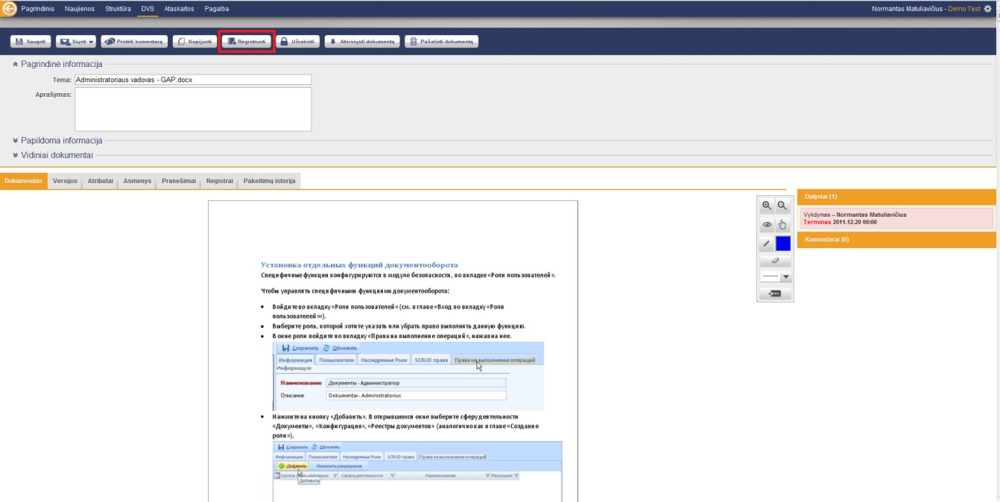 Pagrindinis Naujienos Struktūra DVS Ataskaitos Pagalba Normantas Matuliavičius - Demo Test
Saugoti Siųsti Pridėti komentarą Kopijuoti Registruoti Užrakinti Atsisiųsti dokumentą Pašalinti dokumentą
Pagrindinė informacija
Tema: Administratoriaus vadovas - GAP.docx
Aprašymas:
Papildoma informacija
Vidiniai dokumentai
Dokumentas Versijos Atributai Asmenys Pranešimai Registrai Pakeitimų istorija
Dalyviai (1)
Vykdymas – Normantas Matuliavičius
Terminas 2011.12.20 00:00
Komentarai (0)
Установка отдельных функций документооборота
Специфичные функции конфигурируются в модуле безопасности, во вкладке «Роли пользователей».
Чтобы управлять специфичными функциями документооборота:
• Войдите во вкладку «Роли пользователей» (см. в главе «Вход во вкладку «Роли
пользователей »»).
• Выберите роль, которой хотите указать или убрать право выполнять данную функцию.
• В окне роли войдите во вкладку «Права на выполнение операций», нажав на нее.
Сохранить Обновить
Информация Пользователи Наследуемые Роли SCRUD права Права на выполнение операций
Информация
Наименование Документы - Администратор
Описание Dokumentai - Administratorius
• Нажмите на кнопку «Добавить». В открывшемся окне выберите сферу деятельности
«Документы», «Конфигурация», «Реестры документов» (аналогично как в главе «Создание
роли»).
Сохранить Обновить
Информация Пользователи Наследуемые Роли SCRUD права Права на выполнение операций
Добавить Изменить разрешение
Группа Сфера деятельности Наименование Разрешает
Добавить